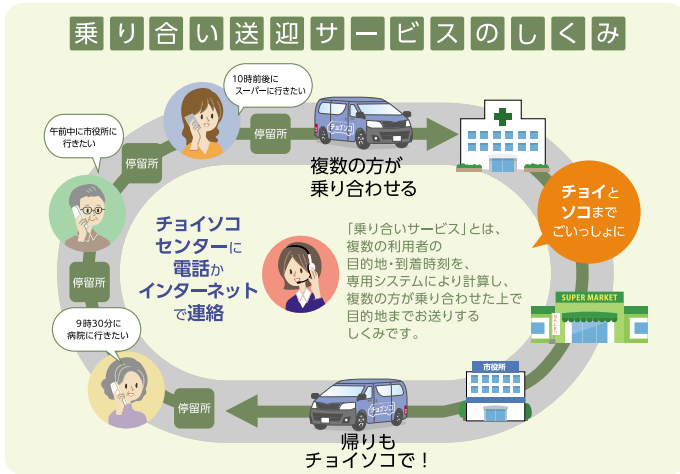 乗り合い送迎サービスのしくみ
10時前後に
スーパーに行きたい
午前中に市役所に
行きたい
停留所
停留所
チョイソコ
複数の方が
乗り合わせる
チョイと
ソコまで
ごいっしょに
チョイソコ
センターに
電話か
インターネット
で連絡
「乗り合いサービス」とは、
複数の利用者の
目的地・到着時刻を、
専用システムにより計算し、
複数の方が乗り合わせた上で
目的地までお送りする
しくみです。
停留所
SUPER MARKET
9時30分に
病院に行きたい
市役所
停留所
チョイソコ
帰りも
チョイソコで！